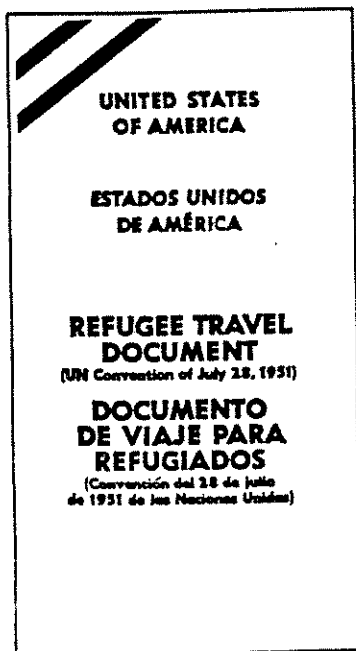 UNITED STATES
OF AMERICA
ESTADOS UNIDOS
DE AMÉRICA
REFUGEE TRAVEL
DOCUMENT
(UN Convention of July 28, 1951)
DOCUMENTO
DE VIAJE PARA
REFUGIADOS
(Convención del 28 de julio
de 1951 de las Naciones Unidas)